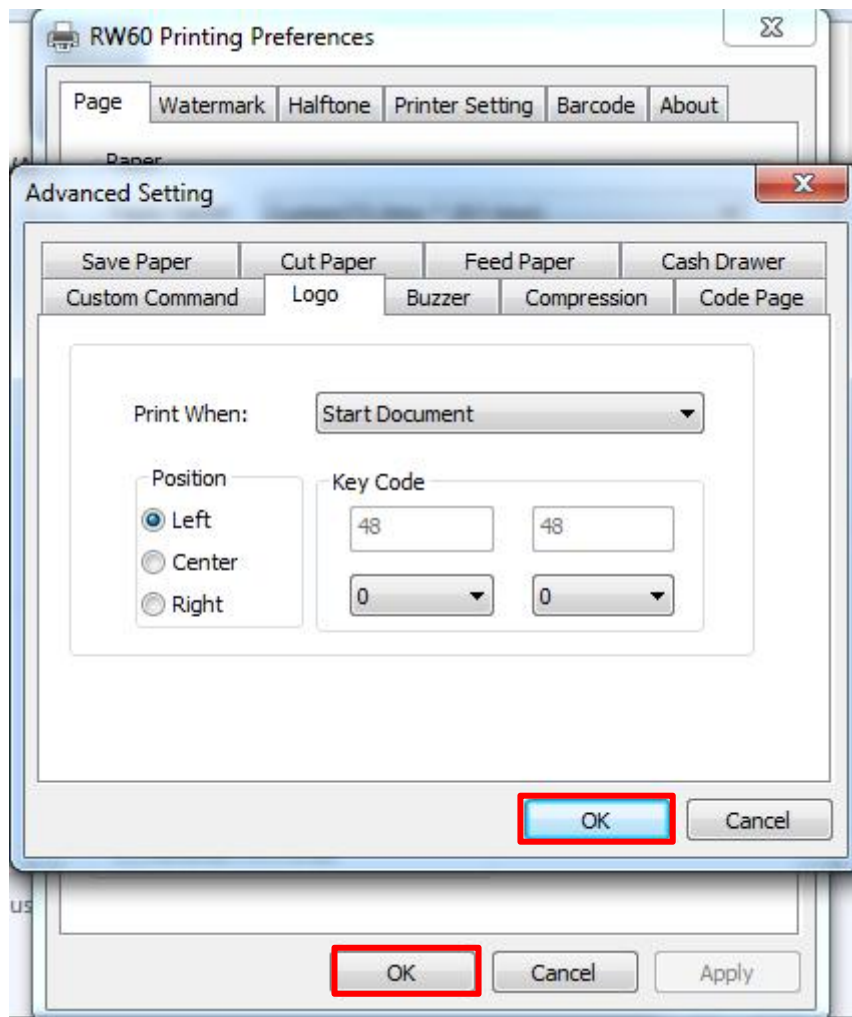 RW60 Printing Preferences
Page Watermark Halftone Printer Setting Barcode About
Paper
Advanced Setting
Save Paper Cut Paper Feed Paper Cash Drawer
Custom Command Logo Buzzer Compression Code Page
Print When: Start Document
Position Key Code
Left 48 48
Center
Right 0 0
OK Cancel
us
OK Cancel Apply